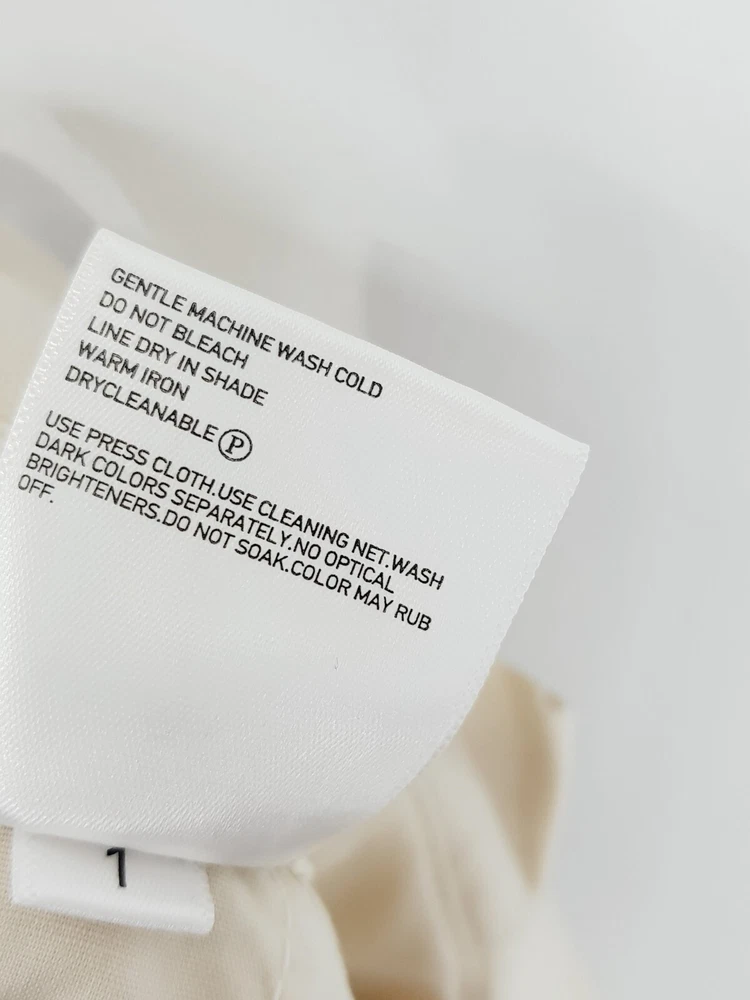 GENTLE MACHINE WASH COLD
DO NOT BLEACH
LINE DRY IN SHADE
WARM IRON
DRYCLEANABLE Ⓟ
USE PRESS CLOTH.USE CLEANING NET.WASH
DARK COLORS SEPARATELY.NO OPTICAL
BRIGHTENERS.DO NOT SOAK.COLOR MAY RUB
OFF.
1